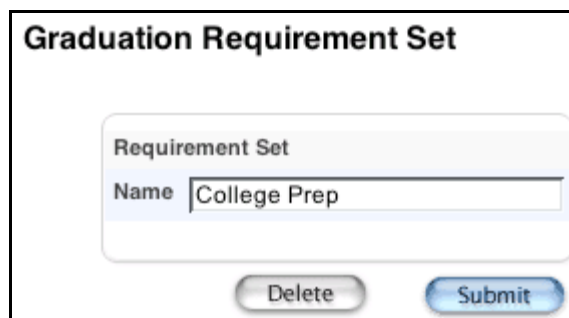 Graduation Requirement Set
Requirement Set
Name College Prep
Delete Submit